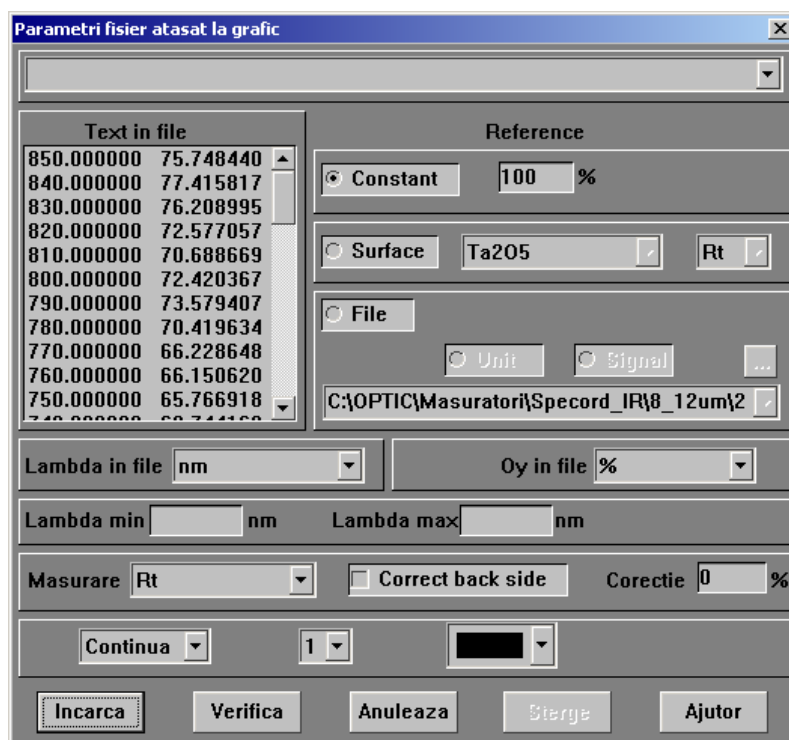 Parametri fisier atasat la grafic
Text in file
850.000000 75.748440
840.000000 77.415817
830.000000 76.208995
820.000000 72.577057
810.000000 70.688669
800.000000 72.420367
790.000000 73.579407
780.000000 70.419634
770.000000 66.228648
760.000000 66.150620
750.000000 65.766918
Reference
Constant 100 %
Surface Ta2O5 Rt
File
Unit Signal ...
C:\OPTIC\Masuratori\Specord_IR\8_12um\2
Lambda in file nm Oy in file %
Lambda min nm Lambda max nm
Masurare Rt Correct back side Corectie 0 %
Continua 1
Incarca Verifica Anuleaza Sterge Ajutor